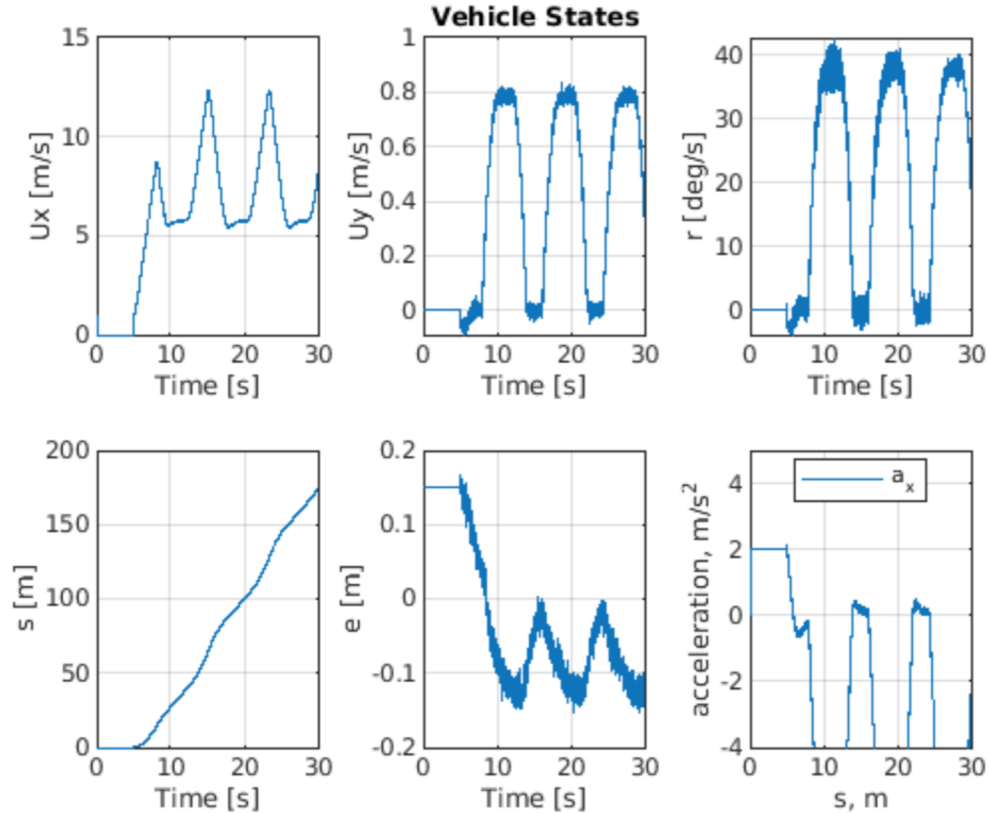 Vehicle States
15
10
5
0
Ux [m/s]
0 10 20 30
Time [s]
1
0.8
0.6
0.4
0.2
0
Uy [m/s]
0 10 20 30
Time [s]
40
30
20
10
0
r [deg/s]
0 10 20 30
Time [s]
200
150
100
50
0
s [m]
0 10 20 30
Time [s]
0.2
0.1
0
-0.1
-0.2
e [m]
0 10 20 30
Time [s]
a_x
4
2
0
-2
-4
acceleration, m/s²
0 10 20 30
s, m